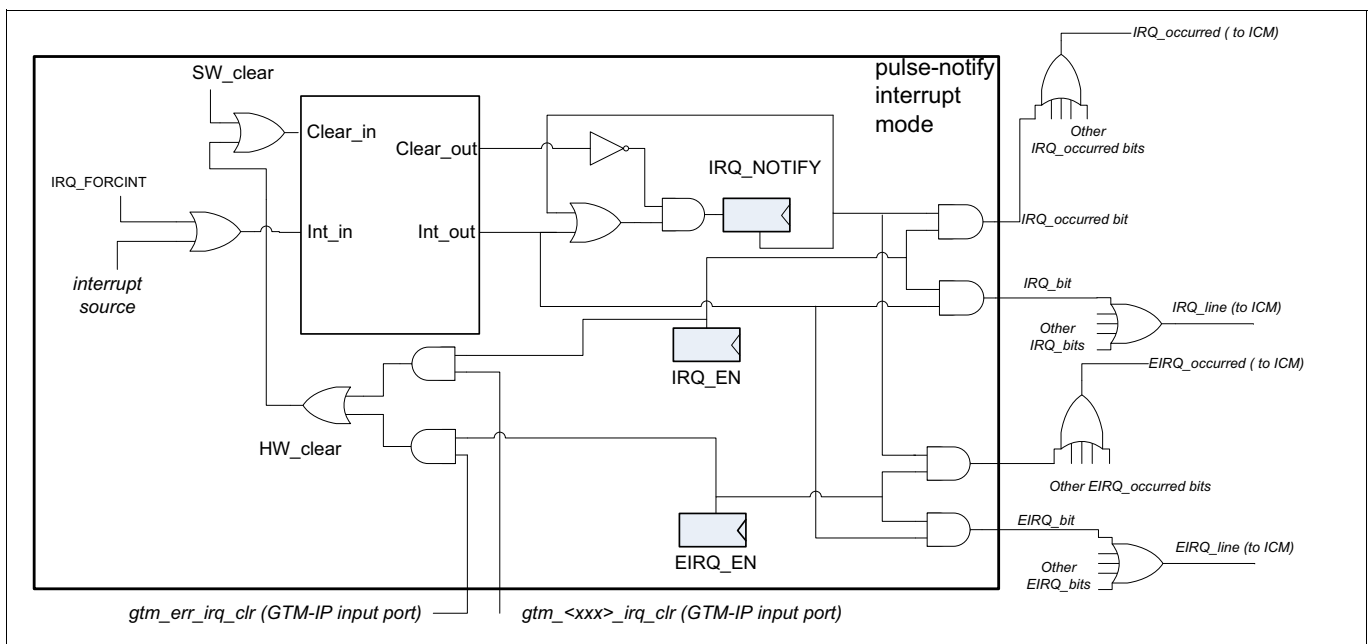 IRQ_occurred ( to ICM)
pulse-notify
interrupt
mode
SW_clear
Clear_in
Clear_out
Other
IRQ_occurred bits
IRQ_FORCINT
IRQ_NOTIFY
Int_in
Int_out
IRQ_occurred bit
interrupt
source
IRQ_bit
IRQ_line (to ICM)
Other
IRQ_bits
IRQ_EN
EIRQ_occurred ( to ICM)
HW_clear
Other EIRQ_occurred bits
EIRQ_bit
EIRQ_line (to ICM)
EIRQ_EN
Other
EIRQ_bits
gtm_err_irq_clr (GTM-IP input port)
gtm_<xxx>_irq_clr (GTM-IP input port)